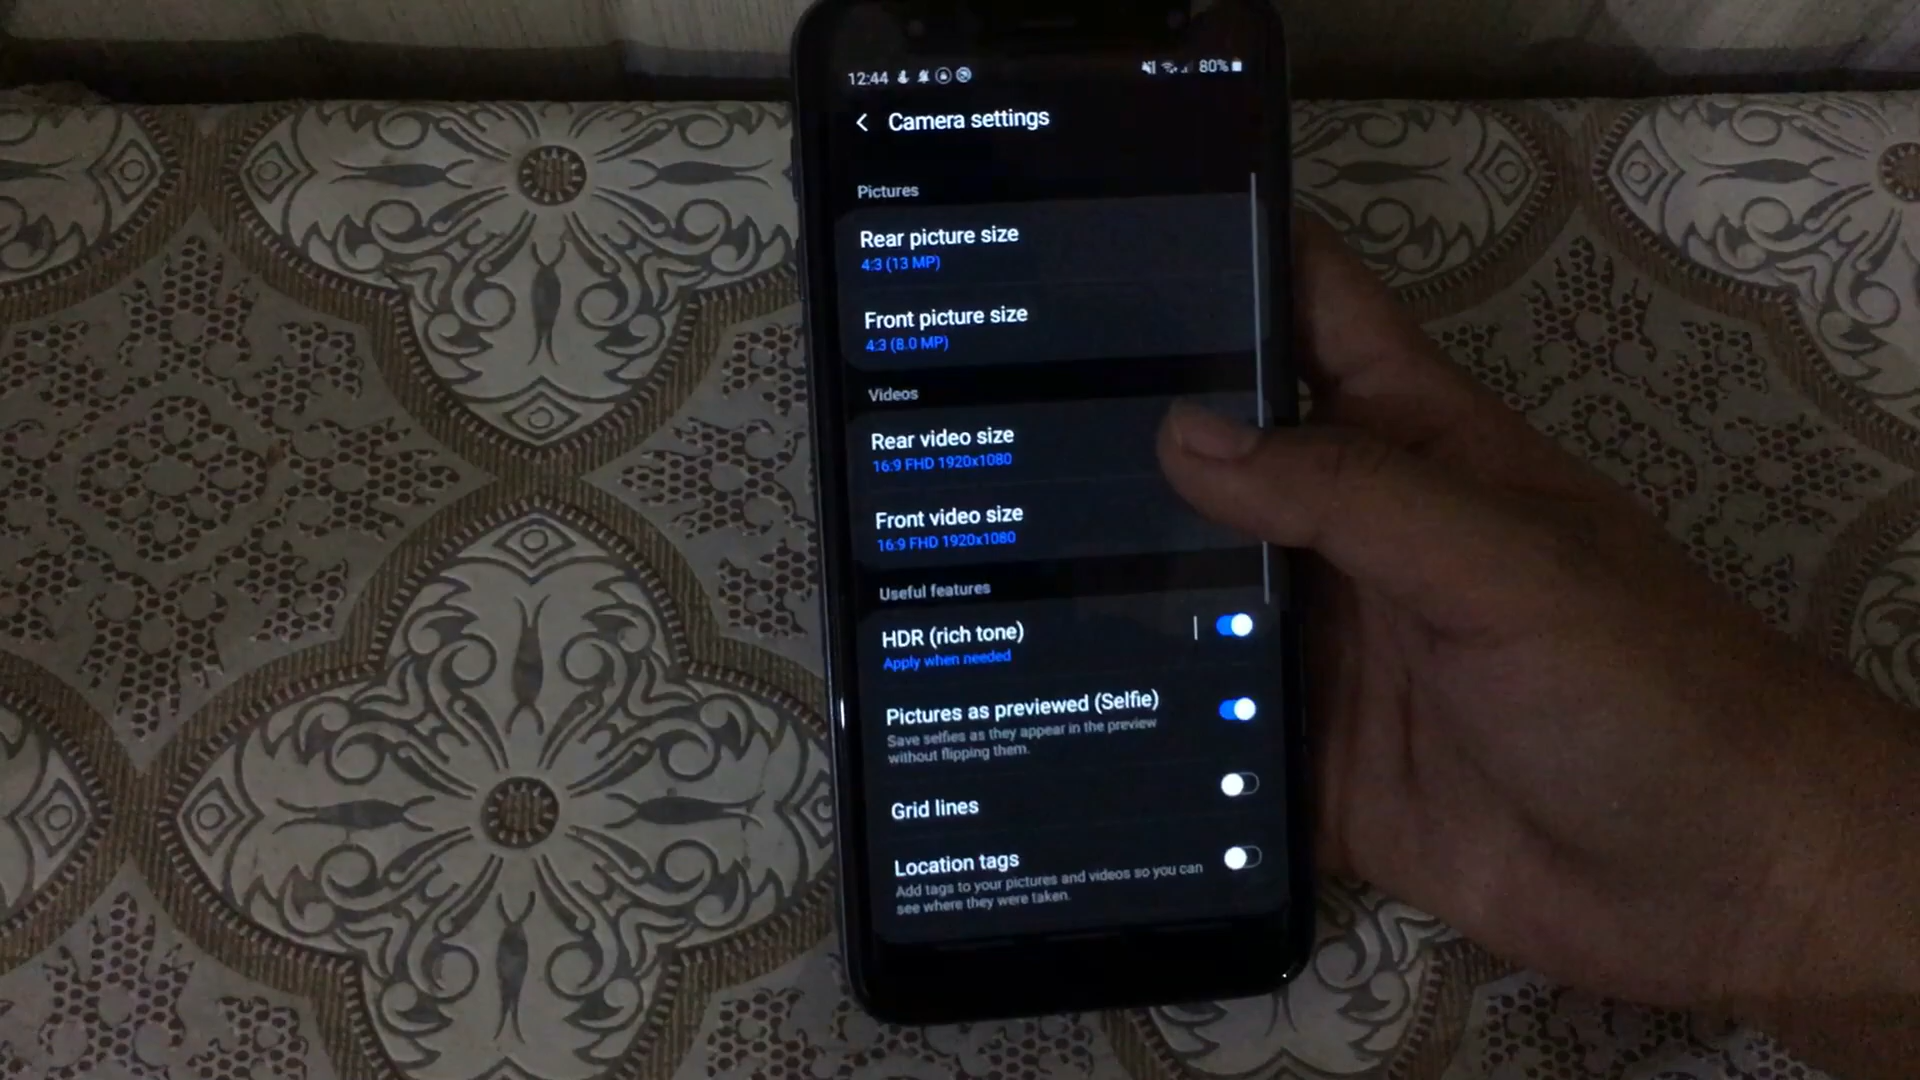 12:44 80%
Camera settings
Pictures
Rear picture size
4:3 (13 MP)
Front picture size
4:3 (8.0 MP)
Videos
Rear video size
16:9 FHD 1920x1080
Front video size
16:9 FHD 1920x1080
Useful features
HDR (rich tone)
Apply when needed
Pictures as previewed (Selfie)
Save selfies as they appear in the preview
without flipping them.
Grid lines
Location tags
Add tags to your pictures and videos so you can
see where they were taken.